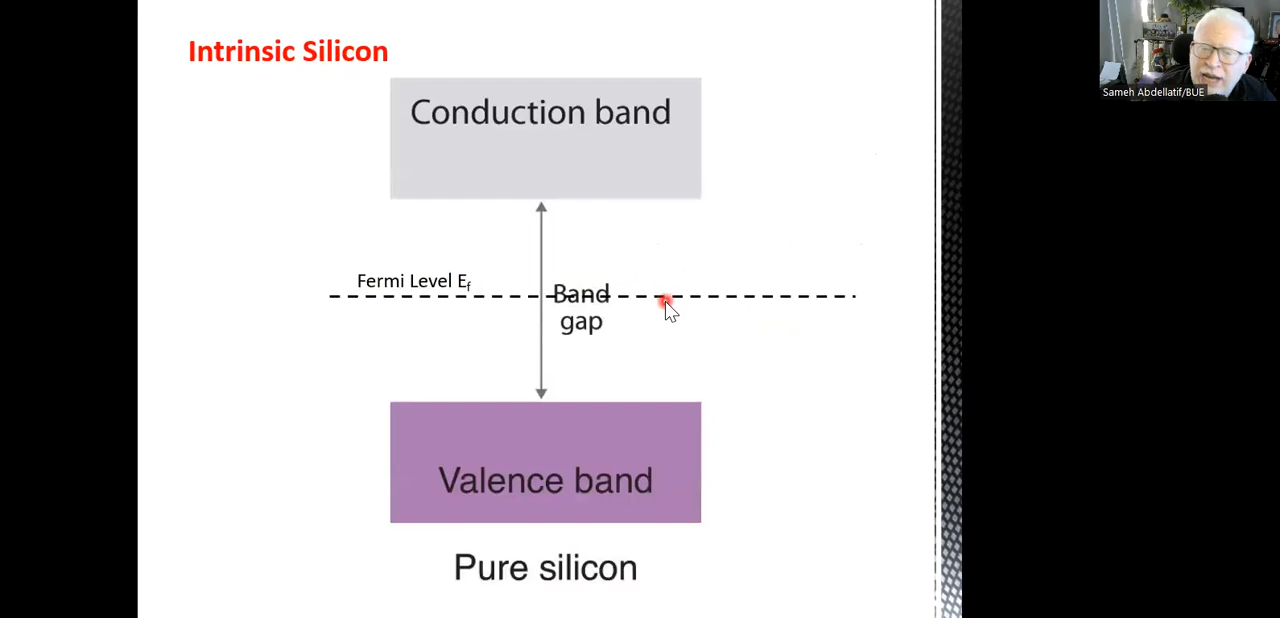 Intrinsic Silicon
Conduction band
Sameh Abdellatif/BUE
Fermi Level Ef
Band
gap
Valence band
Pure silicon